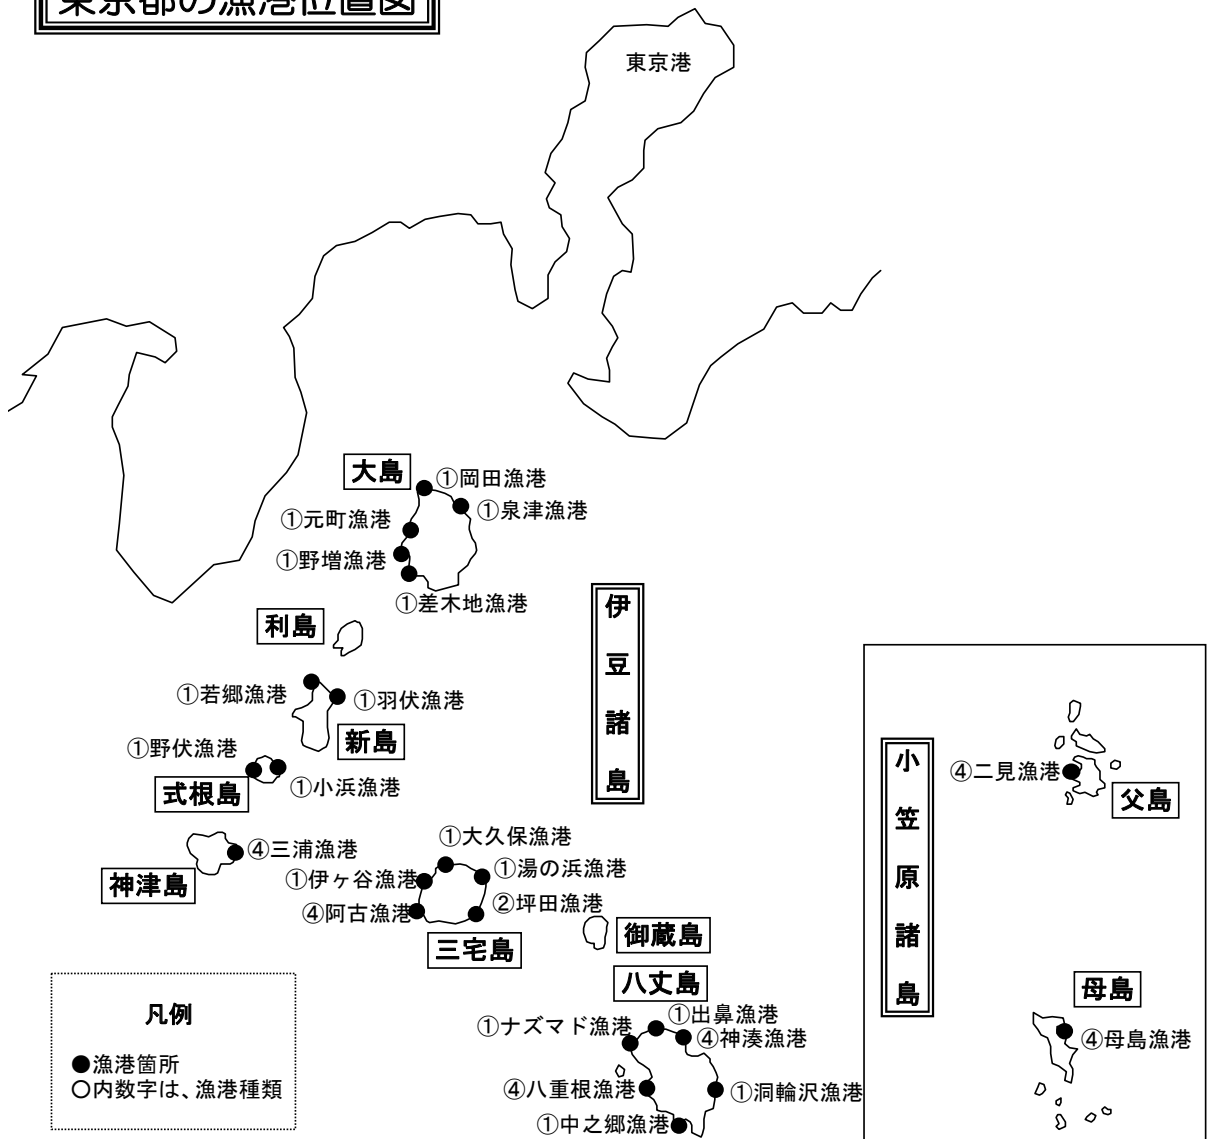 東京都の漁港位置図
東京港
大島
①岡田漁港
①泉津漁港
①元町漁港
①野増漁港
①差木地漁港
利島
①若郷漁港
①羽伏漁港
新島
①野伏漁港
①小浜漁港
式根島
④三浦漁港
神津島
①大久保漁港
①伊ヶ谷漁港
①湯の浜漁港
④阿古漁港
②坪田漁港
三宅島
御蔵島
八丈島
①出鼻漁港
①ナズマド漁港
④神湊漁港
④八重根漁港
①洞輪沢漁港
①中之郷漁港
伊豆諸島
小笠原諸島
④二見漁港
父島
母島
④母島漁港
凡例
●漁港箇所
○内数字は、漁港種類